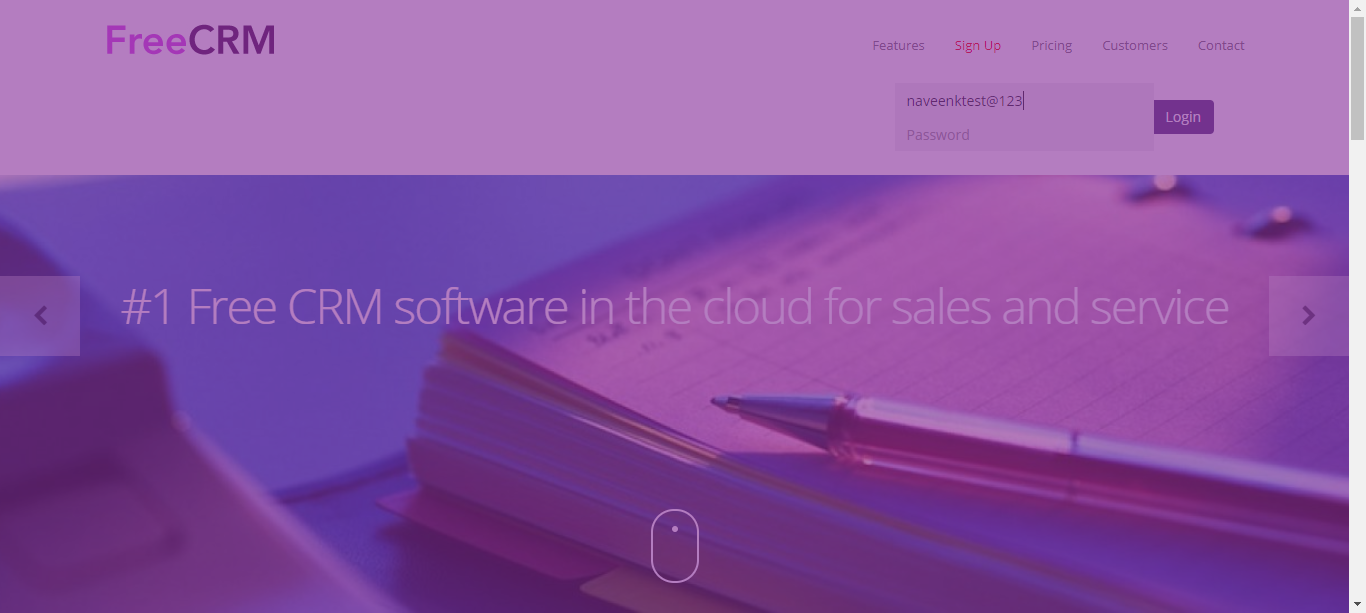 FreeCRM
Features Sign Up Pricing Customers Contact
naveenktest@123
Password
Login
#1 Free CRM software in the cloud for sales and service